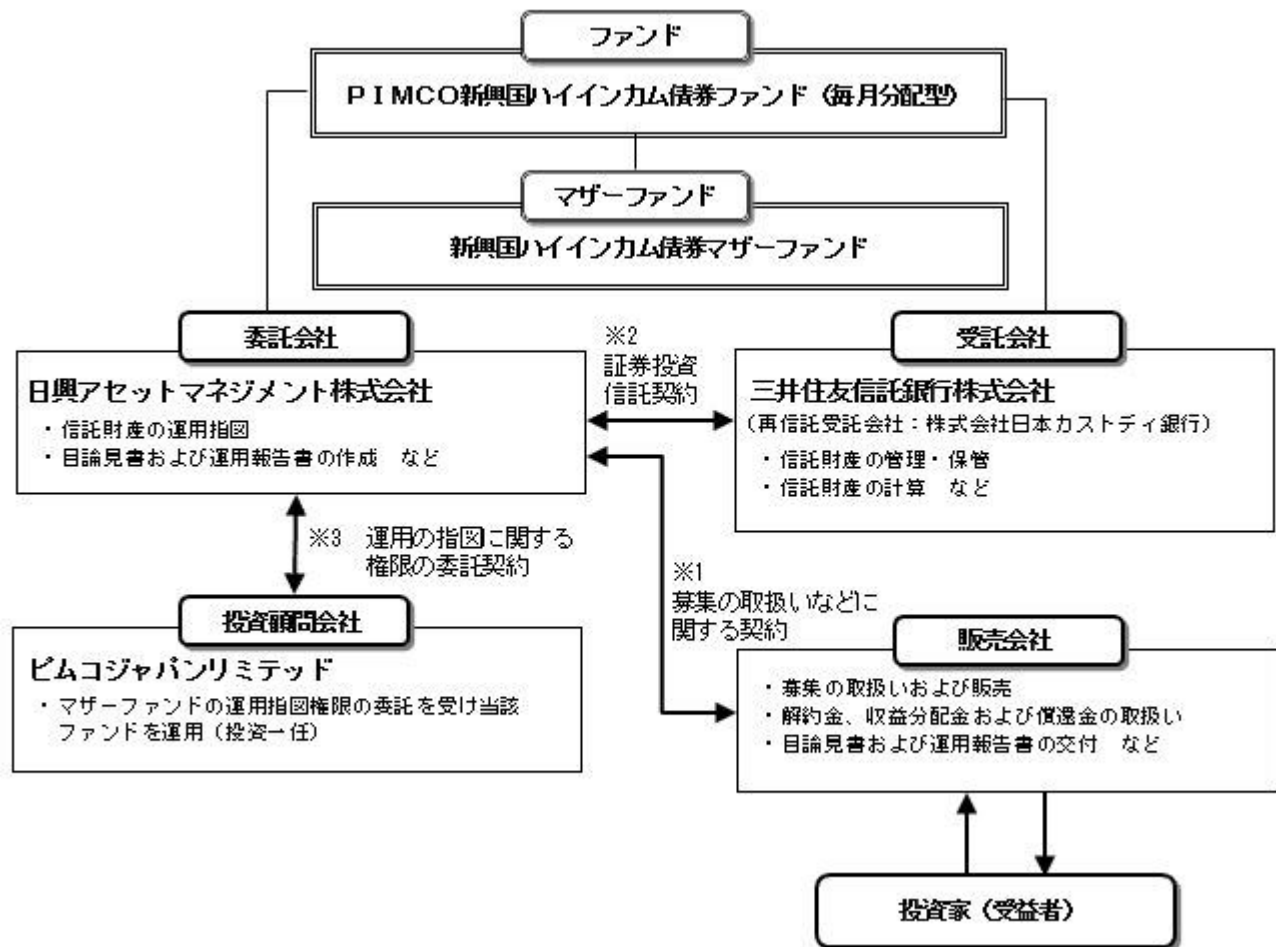 ファンド
PIMCO新興国ハイインカム債券ファンド（毎月分配型）
マザーファンド
新興国ハイインカム債券マザーファンド
委託会社
日興アセットマネジメント株式会社
・信託財産の運用指図
・目論見書および運用報告書の作成　など
※2
証券投資
信託契約
受託会社
三井住友信託銀行株式会社
（再信託受託会社：株式会社日本カストディ銀行）
・信託財産の管理・保管
・信託財産の計算　など
※3　運用の指図に関する
権限の委託契約
※1
募集の取扱いなどに
関する契約
投資顧問会社
ピムコジャパンリミテッド
・マザーファンドの運用指図権限の委託を受け当該
ファンドを運用（投資一任）
販売会社
・募集の取扱いおよび販売
・解約金、収益分配金および償還金の取扱い
・目論見書および運用報告書の交付　など
投資家（受益者）